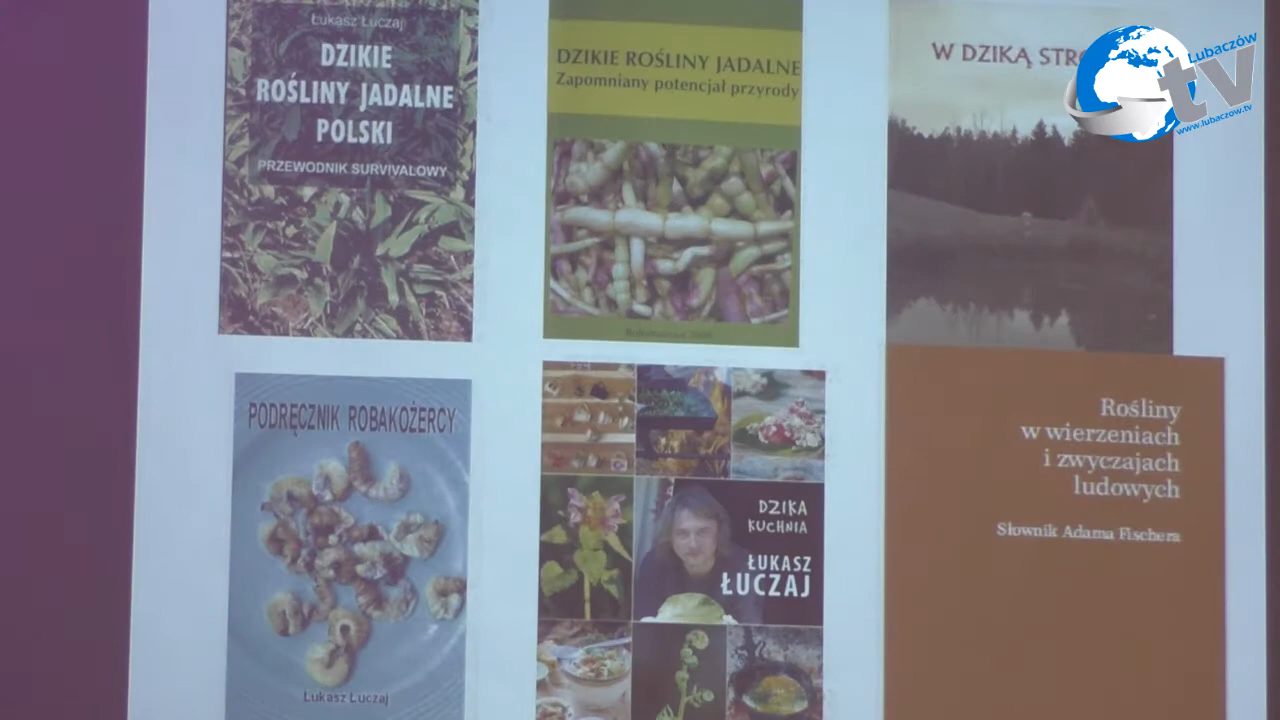 Łukasz Łuczaj
DZIKIE
ROŚLINY JADALNE
POLSKI
PRZEWODNIK SURVIVALOWY
DZIKIE ROŚLINY JADALNE
Zapomniany potencjał przyrody
W DZIKĄ
Lubaczów
tv
www.lubaczow.tv
PODRĘCZNIK ROBAKOŻERCY
Łukasz Łuczaj
DZIKA
KUCHNIA
ŁUKASZ
ŁUCZAJ
Rośliny
w wierzeniach
i zwyczajach
ludowych
Słownik Adama Fischera